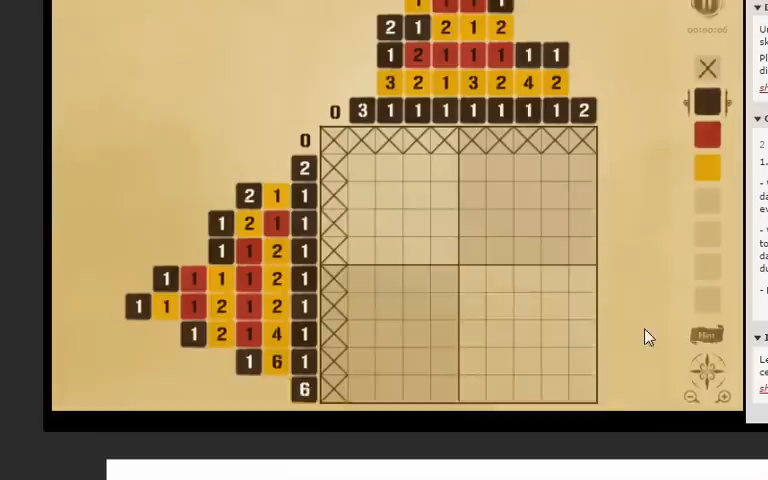 1 1 1 1
2 1 2 1 2
1 2 1 1 1 1 1
00:00:06
3 2 1 3 2 4 2
0 3 1 1 1 1 1 1 1 2
0
2
2 1 1
1 2 1 1
1 1 2 1
1 1 1 1 2 1
1 1 1 2 1 2 1
1 2 1 4 1
1 6 1
6
Hint
2
1.